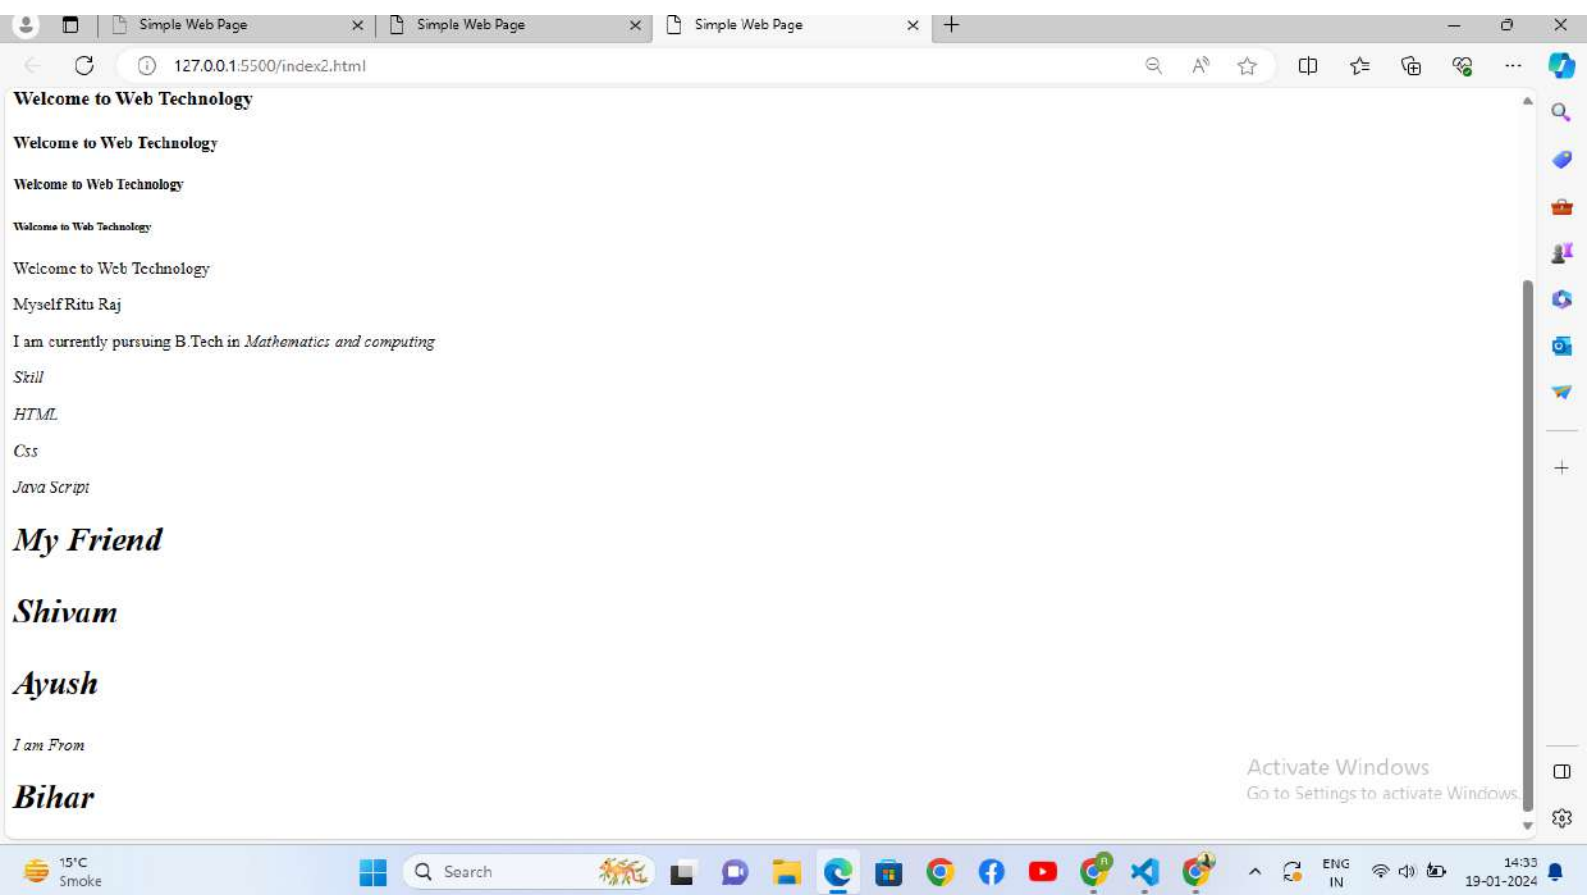 Simple Web Page
Simple Web Page
Simple Web Page
127.0.0.1:5500/index2.html
Welcome to Web Technology
Welcome to Web Technology
Welcome to Web Technology
Welcome to Web Technology
Welcome to Web Technology
Myself Ritu Raj
I am currently pursuing B.Tech in Mathematics and computing
Skill
HTML
Css
Java Script
My Friend
Shivam
Ayush
I am From
Bihar
Activate Windows
Go to Settings to activate Windows.
15°C
Smoke
Search
ENG
IN
14:33
19-01-2024